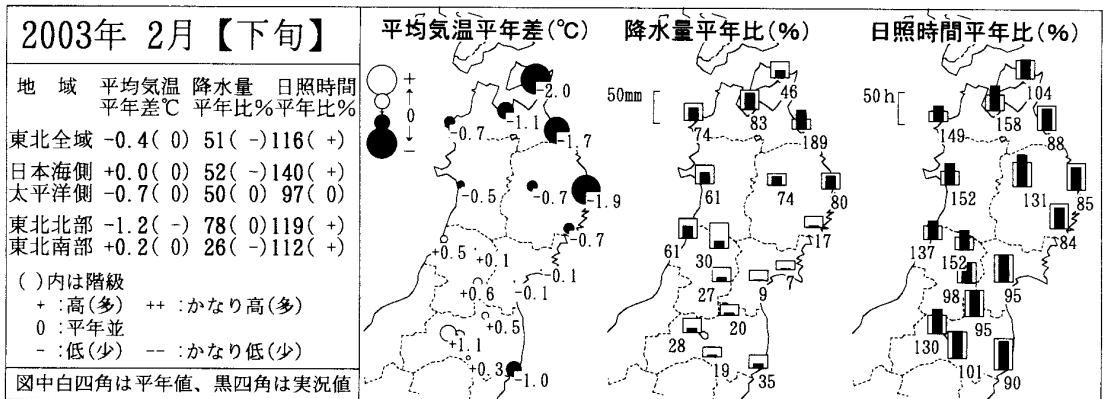 2003年 2月【下旬】
地 域 平均気温 降水量 日照時間
平年差℃ 平年比% 平年比%
東北全域 -0.4( 0) 51( -)116( +)
日本海側 +0.0( 0) 52( -)140( +)
太平洋側 -0.7( 0) 50( 0) 97( 0)
東北北部 -1.2( -) 78( 0)119( +)
東北南部 +0.2( 0) 26( -)112( +)
( )内は階級
+ :高(多) ++ :かなり高(多)
0 :平年並
- :低(少) -- :かなり低(少)
図中白四角は平年値、黒四角は実況値
平均気温平年差(℃)
+
0
-
-2.0
-1.1
-0.7
-1.7
-0.5
-0.7
-1.9
-0.7
+0.5
+0.1
-0.1
+0.6
-0.1
+0.5
+1.1
+0.3
-1.0
降水量平年比(%)
50mm
46
83
74
189
61
74
80
17
61
30
7
27
9
20
28
19
35
日照時間平年比(%)
50h
104
158
149
88
152
131
85
84
137
152
98
95
95
130
101
90